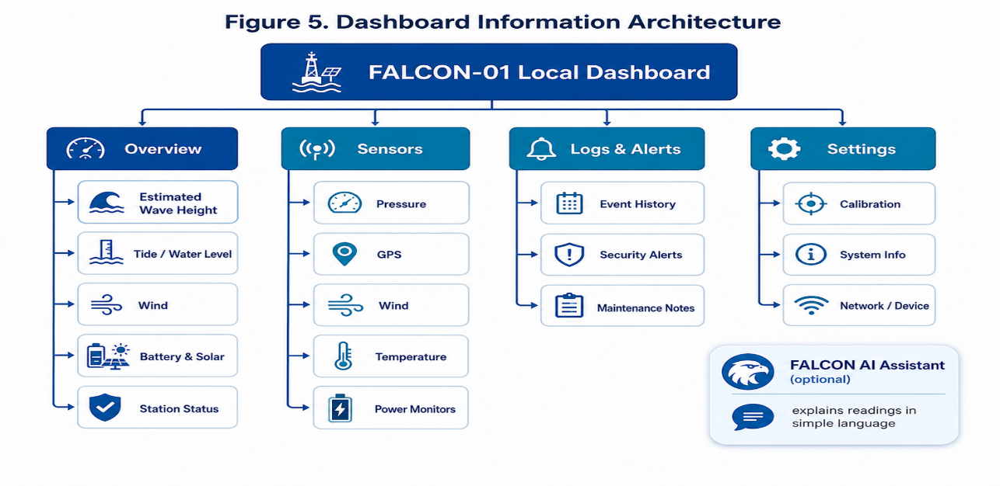 Figure 5. Dashboard Information Architecture
FALCON-01 Local Dashboard
Overview
Estimated
Wave Height
Tide / Water Level
Wind
Battery & Solar
Station Status
Sensors
Pressure
GPS
Wind
Temperature
Power Monitors
Logs & Alerts
Event History
Security Alerts
Maintenance Notes
Settings
Calibration
System Info
Network / Device
FALCON AI Assistant
(optional)
explains readings in
simple language